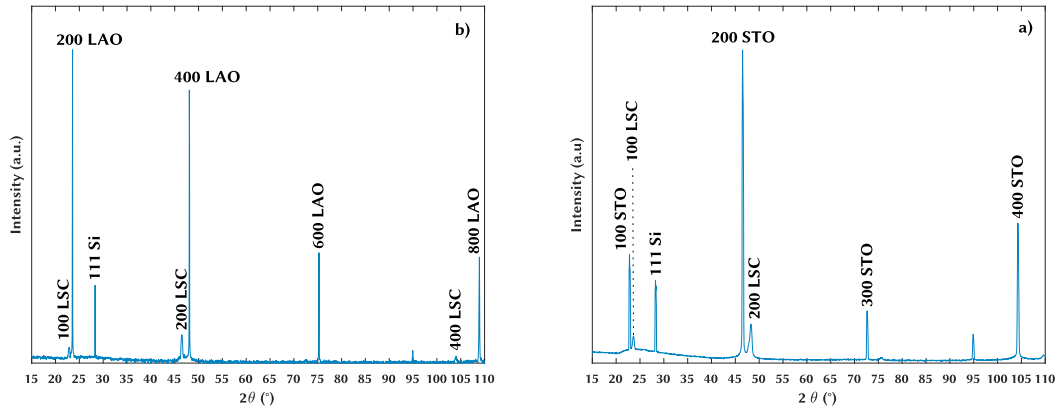 b)
200 LAO
400 LAO
100 LSC
111 Si
200 LSC
600 LAO
400 LSC
800 LAO
Intensity (a.u.)
15 20 25 30 35 40 45 50 55 60 65 70 75 80 85 90 95 100 105 110
2θ (°)
a)
200 STO
100 LSC
100 STO
111 Si
200 LSC
300 STO
400 STO
Intensity (a.u)
15 20 25 30 35 40 45 50 55 60 65 70 75 80 85 90 95 100 105 110
2 θ (°)